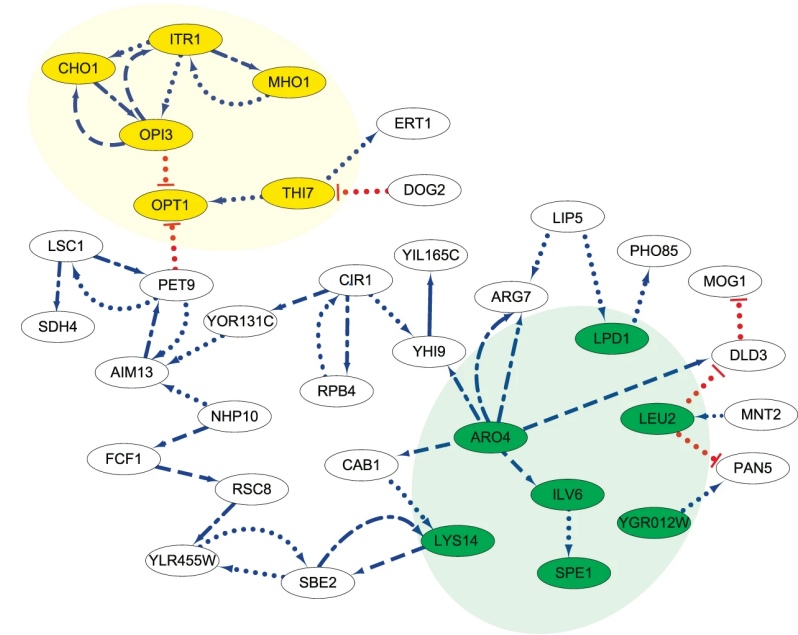 ITR1
CHO1
MHO1
OPI3
ERT1
OPT1
THI7
DOG2
LIP5
LSC1
YIL165C
PHO85
PET9
CJR1
ARG7
MOG1
SDH4
YOR131C
LPD1
YHI9
DLD3
AIM13
RPB4
NHP10
LEU2
MNT2
ARO4
FCF1
CAB1
PAN5
RSC8
ILV6
YGR012W
LYS14
YLR455W
SBE2
SPE1